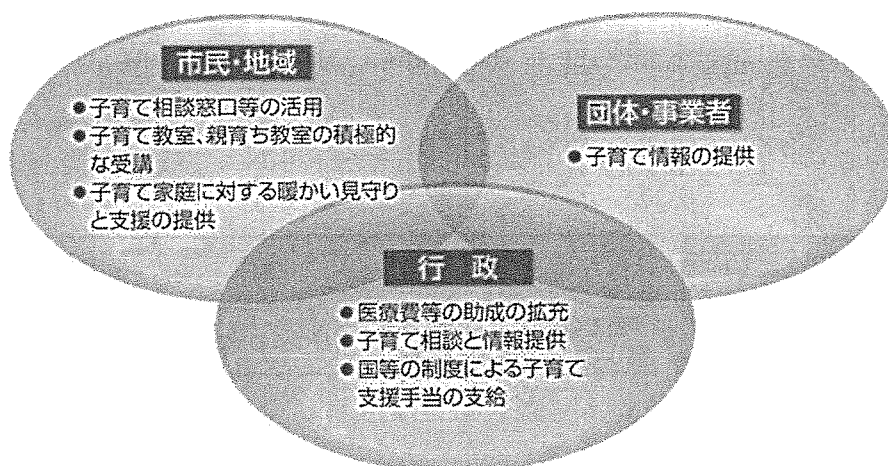 市民・地域
●子育て相談窓口等の活用
●子育て教室、親育ち教室の積極的
な受講
●子育て家庭に対する暖かい見守り
と支援の提供
団体・事業者
●子育て情報の提供
行 政
●医療費等の助成の拡充
●子育て相談と情報提供
●国等の制度による子育て
支援手当の支給